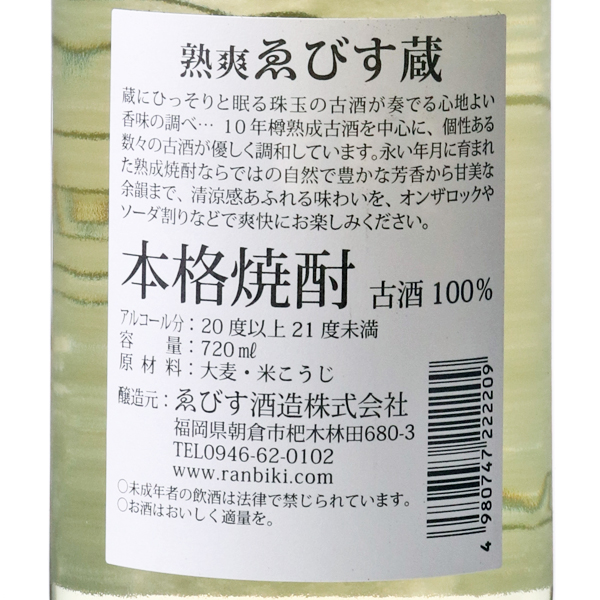 熟爽ゑびす蔵
蔵にひっそりと眠る珠玉の古酒が奏でる心地よい
香味の調べ… 10年樽熟成古酒を中心に、個性ある
数々の古酒が優しく調和しています。永い年月に育まれ
た熟成焼酎ならではの自然で豊かな芳香から甘美な
余韻まで、清涼感あふれる味わいを、オンザロックや
ソーダ割りなどで爽快にお楽しみください。
本格焼酎 古酒100%
アルコール分：20度以上21度未満
容量：720㎖
原材料：大麦・米こうじ
醸造元：ゑびす酒造株式会社
福岡県朝倉市杷木林田680-3
TEL0946-62-0102
www.ranbiki.com
○未成年者の飲酒は法律で禁じられています。
○お酒はおいしく適量を。
4 980747 222209